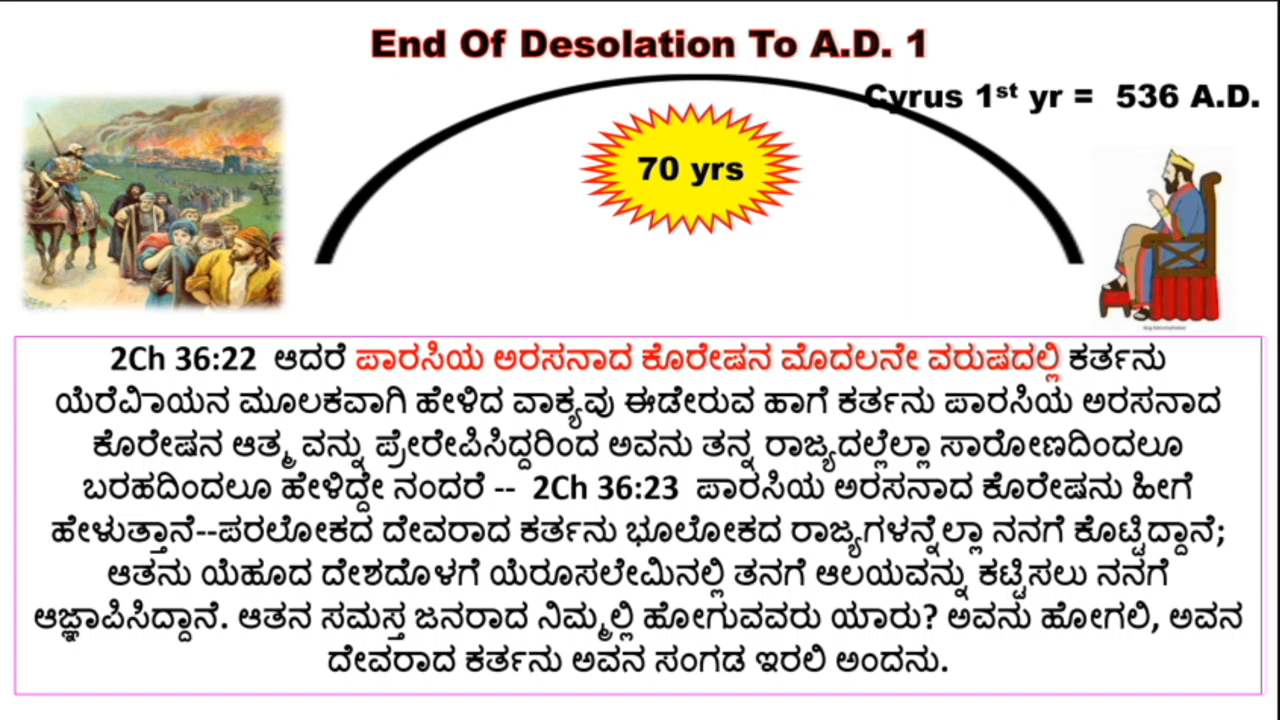 End Of Desolation To A.D. 1
Cyrus 1st yr = 536 A.D.
70 yrs
2Ch 36:22 ಆದರೆ ಪಾರಸಿಯ ಅರಸನಾದ ಕೊರೇಷನ ಮೊದಲನೇ ವರುಷದಲ್ಲಿ ಕರ್ತನು
ಯೆರೆವಿಾಯನ ಮೂಲಕವಾಗಿ ಹೇಳಿದ ವಾಕ್ಯವು ಈಡೇರುವ ಹಾಗೆ ಕರ್ತನು ಪಾರಸಿಯ ಅರಸನಾದ
ಕೊರೇಷನ ಆತ್ಮ ವನ್ನು ಪ್ರೇರೇಪಿಸಿದ್ದರಿಂದ ಅವನು ತನ್ನ ರಾಜ್ಯದಲ್ಲೆಲ್ಲಾ ಸಾರೋಣದಿಂದಲೂ
ಬರಹದಿಂದಲೂ ಹೇಳಿದ್ದೇ ನಂದರೆ -- 2Ch 36:23 ಪಾರಸಿಯ ಅರಸನಾದ ಕೊರೇಷನು ಹೀಗೆ
ಹೇಳುತ್ತಾನೆ--ಪರಲೋಕದ ದೇವರಾದ ಕರ್ತನು ಭೂಲೋಕದ ರಾಜ್ಯಗಳನ್ನೆಲ್ಲಾ ನನಗೆ ಕೊಟ್ಟಿದ್ದಾನೆ;
ಆತನು ಯೆಹೂದ ದೇಶದೊಳಗೆ ಯೆರೂಸಲೇಮಿನಲ್ಲಿ ತನಗೆ ಆಲಯವನ್ನು ಕಟ್ಟಿಸಲು ನನಗೆ
ಆಜ್ಞಾಪಿಸಿದ್ದಾನೆ. ಆತನ ಸಮಸ್ತ ಜನರಾದ ನಿಮ್ಮಲ್ಲಿ ಹೋಗುವವರು ಯಾರು? ಅವನು ಹೋಗಲಿ, ಅವನ
ದೇವರಾದ ಕರ್ತನು ಅವನ ಸಂಗಡ ಇರಲಿ ಅಂದನು.